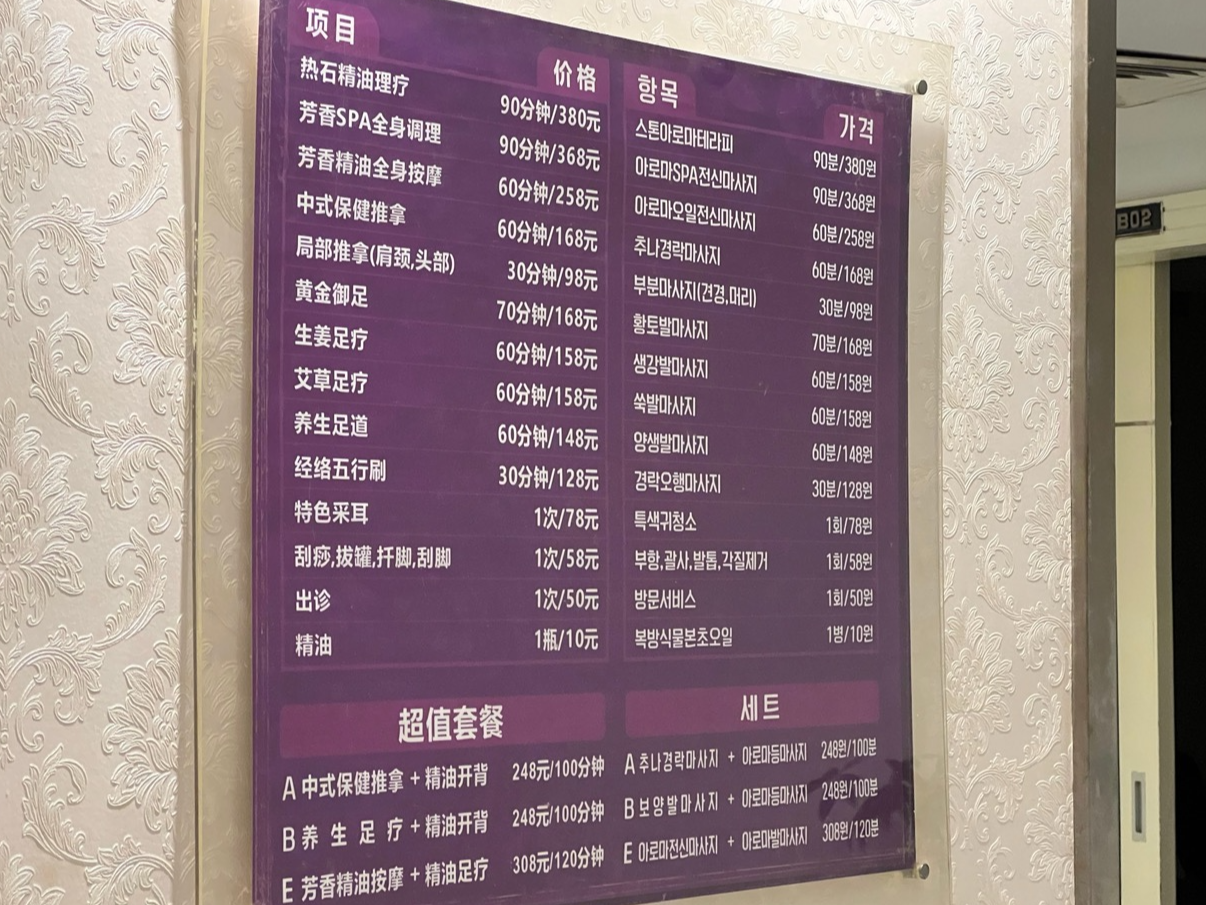 项目
价格
热石精油理疗 90分钟/380元
芳香SPA全身调理 90分钟/368元
芳香精油全身按摩 60分钟/258元
中式保健推拿 60分钟/168元
局部推拿(肩颈,头部) 30分钟/98元
黄金御足 70分钟/168元
生姜足疗 60分钟/158元
艾草足疗 60分钟/158元
养生足道 60分钟/148元
经络五行刷 30分钟/128元
特色采耳 1次/78元
刮痧,拔罐,扦脚,刮脚 1次/58元
出诊 1次/50元
精油 1瓶/10元
超值套餐
A 中式保健推拿 + 精油开背 248元/100分钟
B 养生足疗 + 精油开背 248元/100分钟
E 芳香精油按摩 + 精油足疗 308元/120分钟
항목
가격
스톤아로마테라피 90분/380원
아로마SPA전신마사지 90분/368원
아로마오일전신마사지 60분/258원
추나경락마사지 60분/168원
부분마사지(견경,머리) 30분/98원
황토발마사지 70분/168원
생강발마사지 60분/158원
쑥발마사지 60분/158원
양생발마사지 60분/148원
경락오행마사지 30분/128원
특색귀청소 1회/78원
부항,괄사,발톱,각질제거 1회/58원
방문서비스 1회/50원
복방식물본초오일 1병/10원
세트
A 추나경락마사지 + 아로마등마사지 248원/100분
B 보양발마사지 + 아로마등마사지 248원/100분
E 아로마전신마사지 + 아로마발마사지 308원/120분
B02